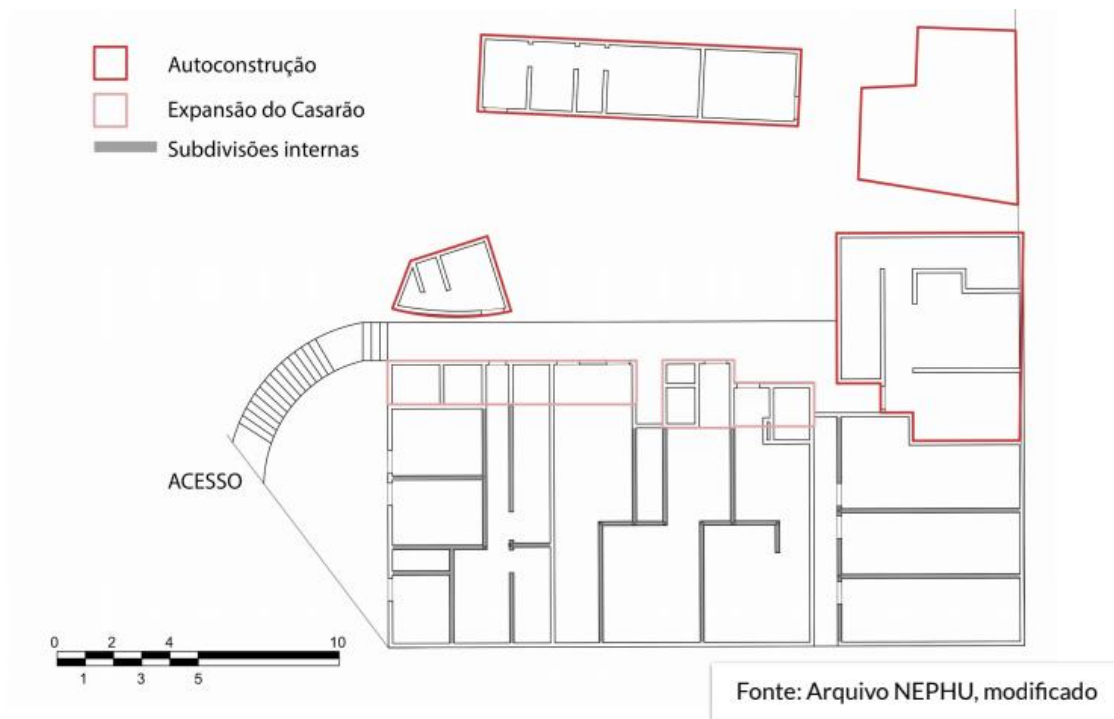 Autoconstrução
Expansão do Casarão
Subdivisões internas
ACESSO
0 2 4 10
1 3 5
Fonte: Arquivo NEPHU, modificado